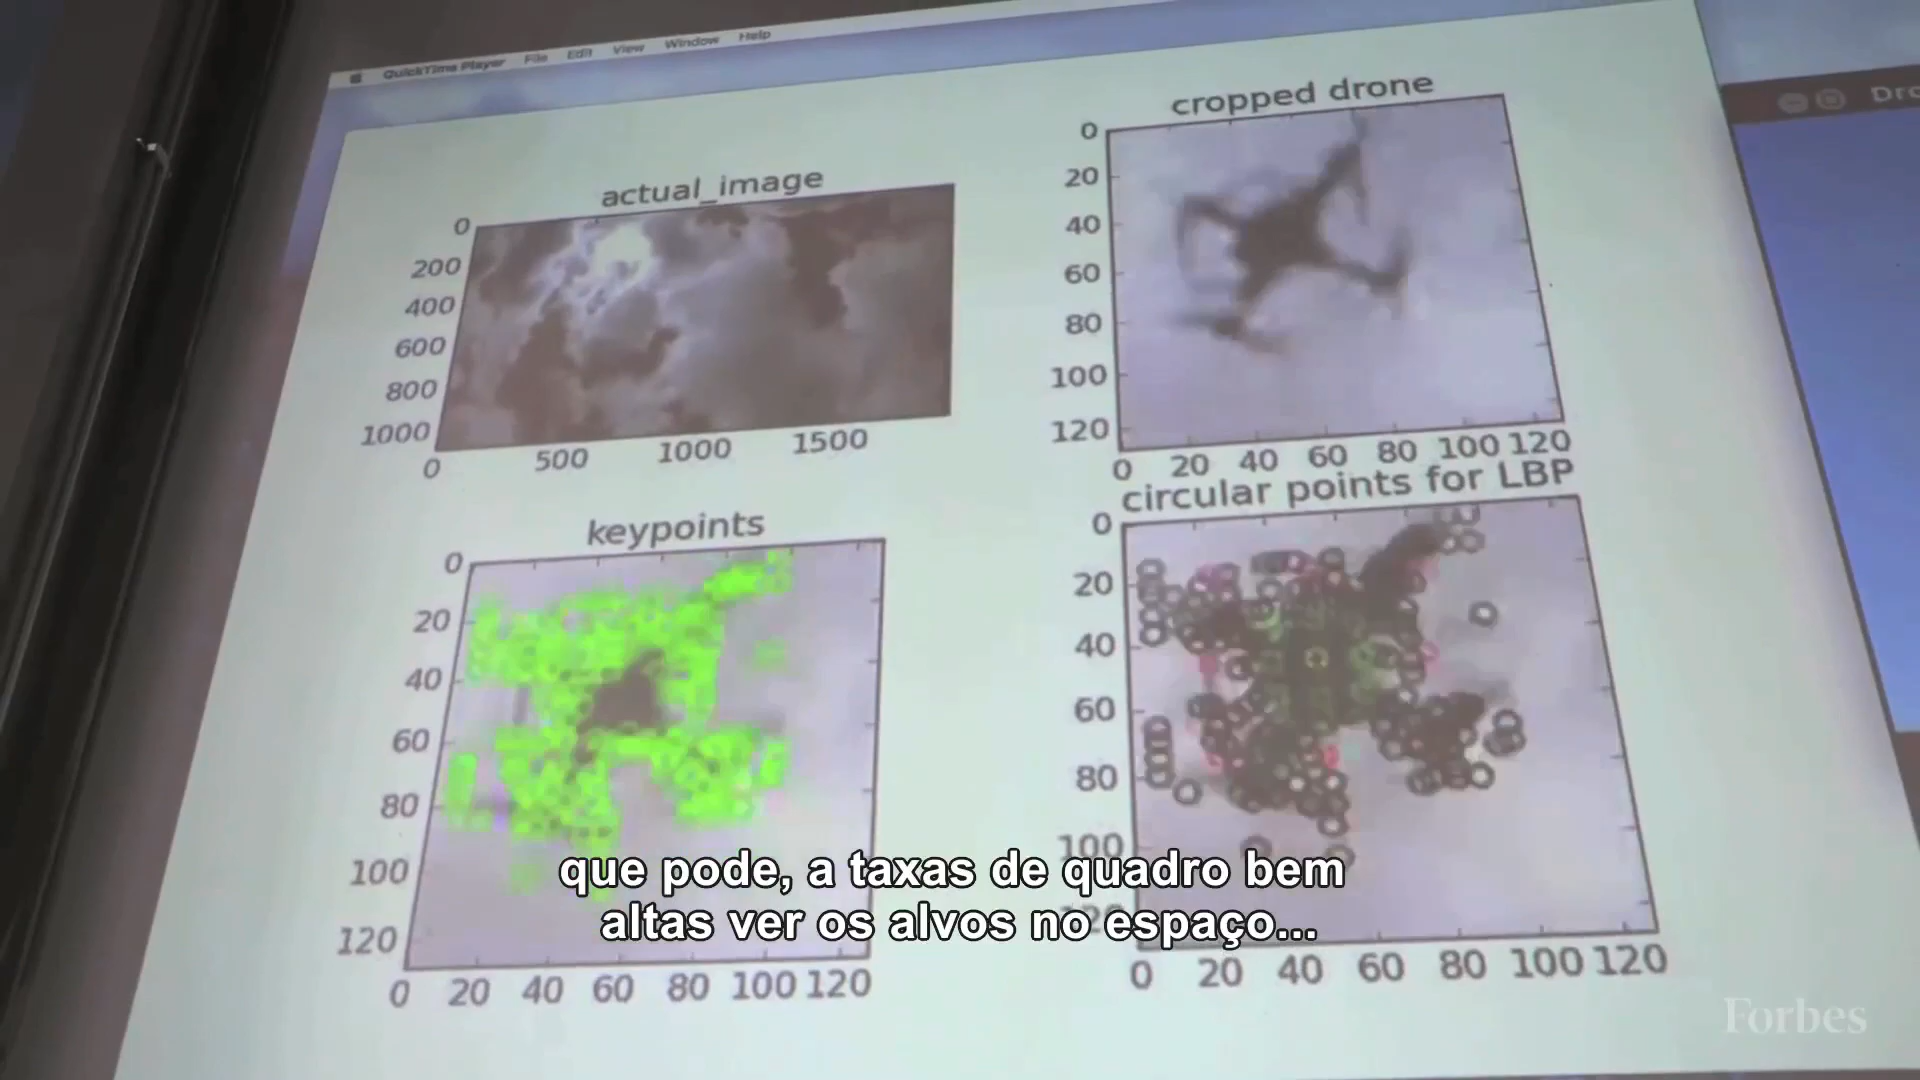 QuickTime Player File Edit View Window Help
Dro
actual_image
0
200
400
600
800
1000
0 500 1000 1500
cropped drone
0
20
40
60
80
100
120
0 20 40 60 80 100 120
keypoints
0
20
40
60
80
100
120
0 20 40 60 80 100 120
circular points for LBP
0
20
40
60
80
100
120
0 20 40 60 80 100 120
que pode, a taxas de quadro bem
altas ver os alvos no espaço...
Forbes